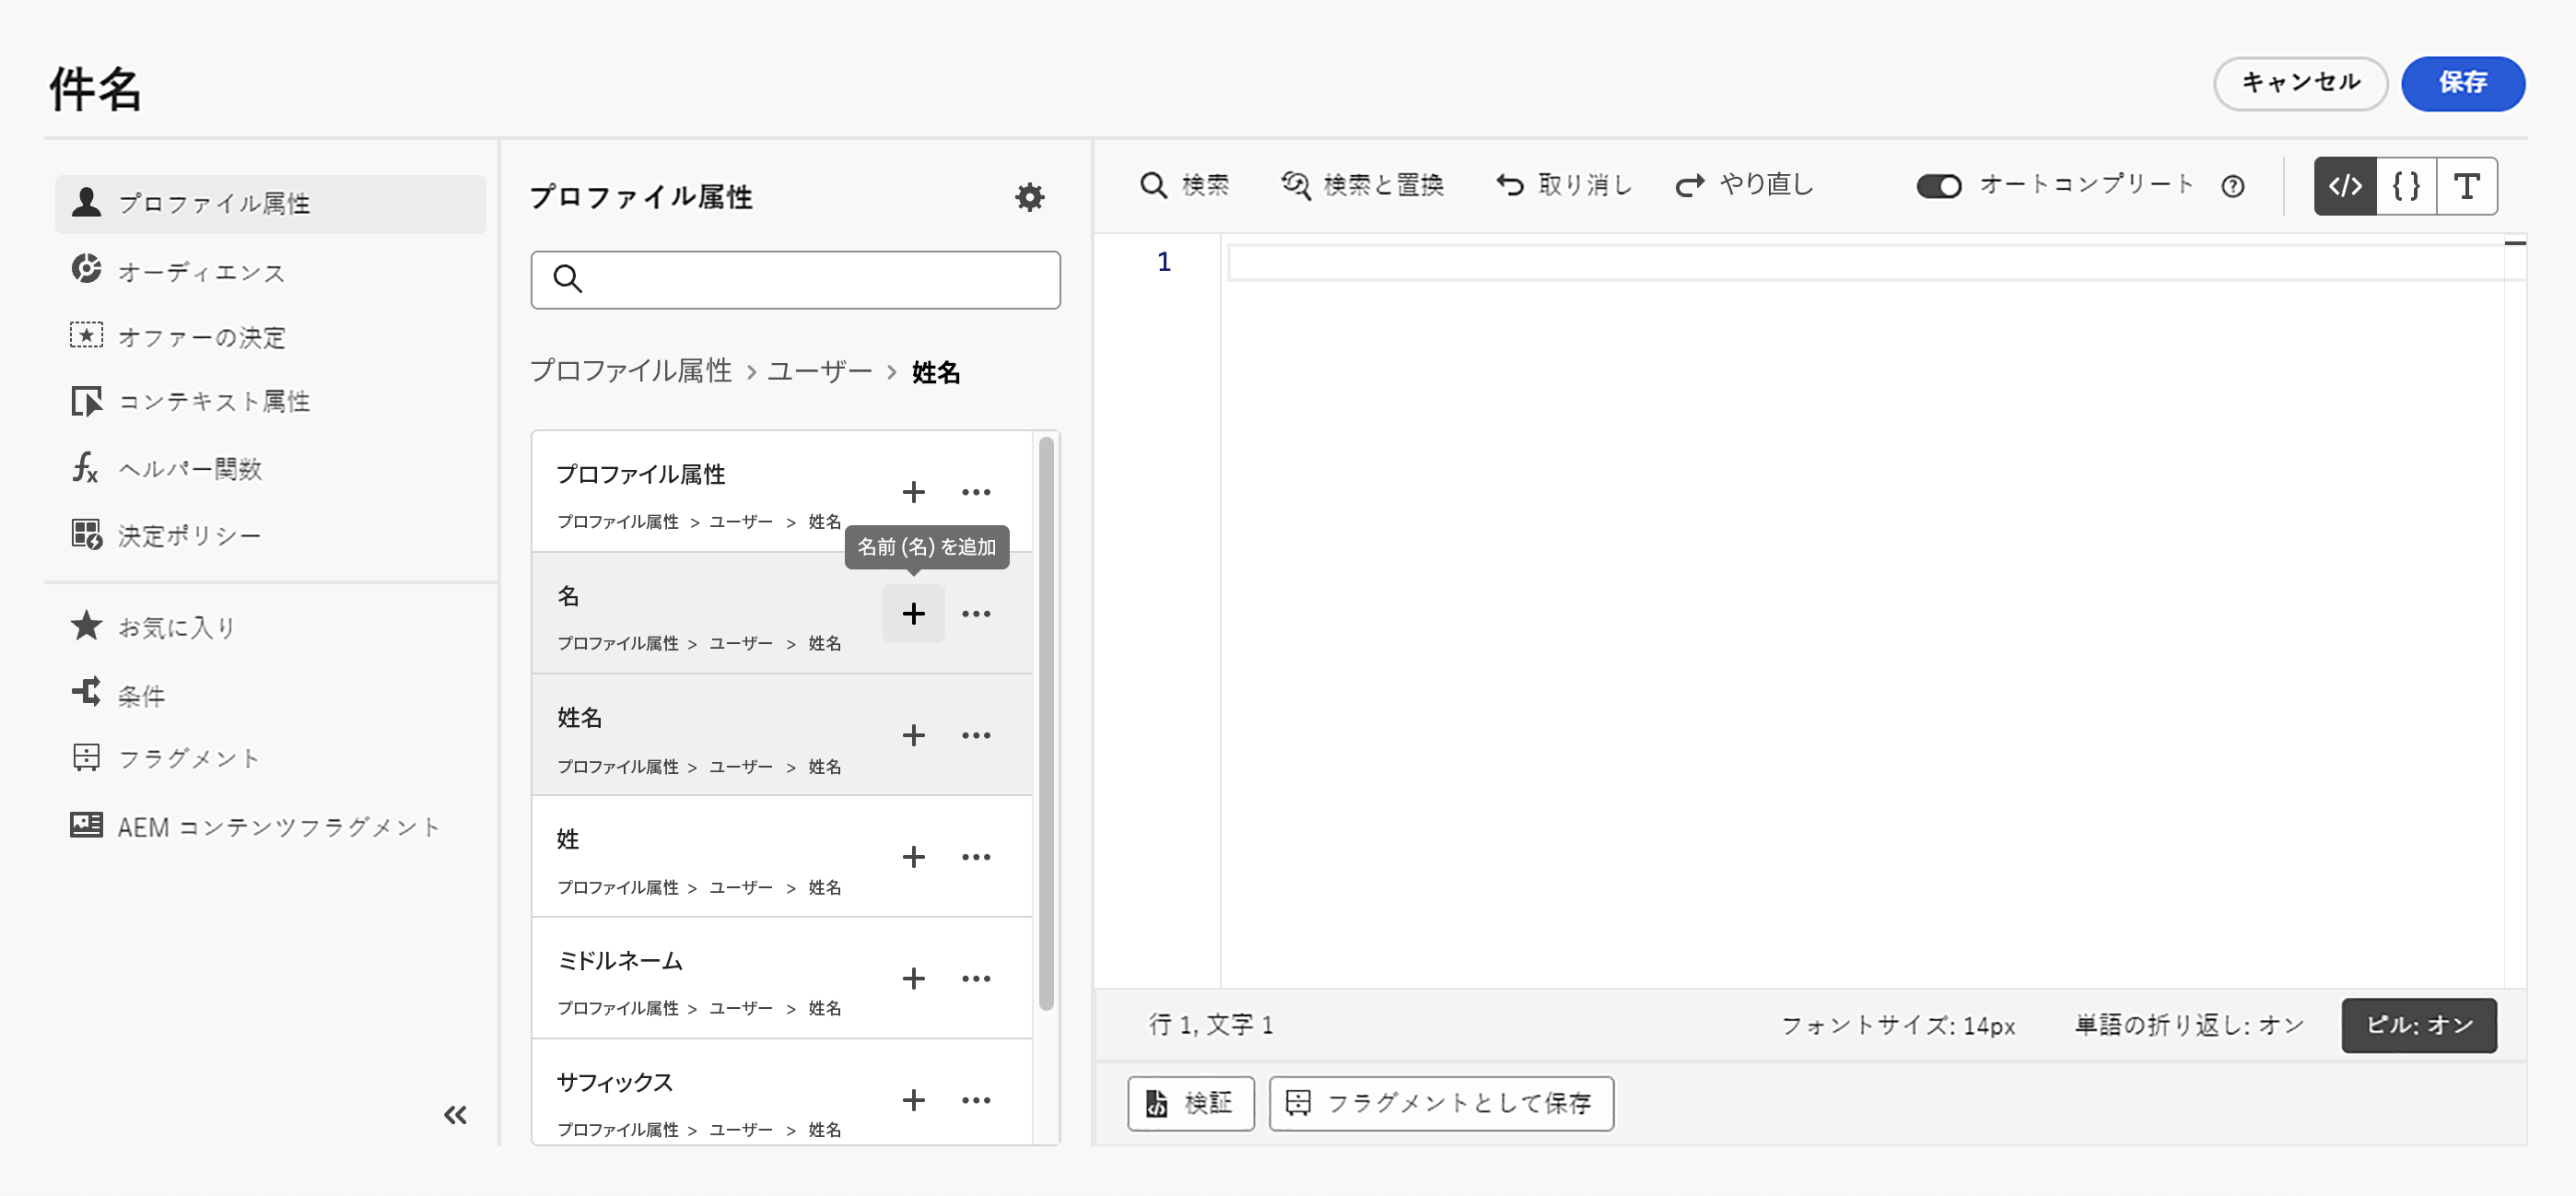 件名
キャンセル
保存
プロファイル属性
オーディエンス
オファーの決定
コンテキスト属性
ヘルパー関数
決定ポリシー
お気に入り
条件
フラグメント
AEM コンテンツフラグメント
プロファイル属性
プロファイル属性 > ユーザー > 姓名
プロファイル属性
プロファイル属性 > ユーザー > 姓名
名前 (名) を追加
名
プロファイル属性 > ユーザー > 姓名
姓名
プロファイル属性 > ユーザー > 姓名
姓
プロファイル属性 > ユーザー > 姓名
ミドルネーム
プロファイル属性 > ユーザー > 姓名
サフィックス
プロファイル属性 > ユーザー > 姓名
検索
検索と置換
取り消し
やり直し
オートコンプリート
1
行 1, 文字 1
フォントサイズ: 14px
単語の折り返し: オン
ピル: オン
検証
フラグメントとして保存